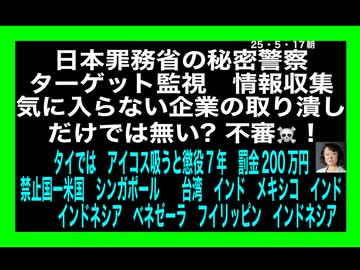 25・5・17朝
日本罪務省の秘密警察
ターゲット監視　情報収集
気に入らない企業の取り潰し
だけでは無い? 不審☠！
タイでは　アイコス吸うと懲役７年　罰金200万円
禁止国ー米国　シンガポール　　台湾　インド　メキシコ　インド
インドネシア　ベネゼーラ　フイリッピン　インドネシア